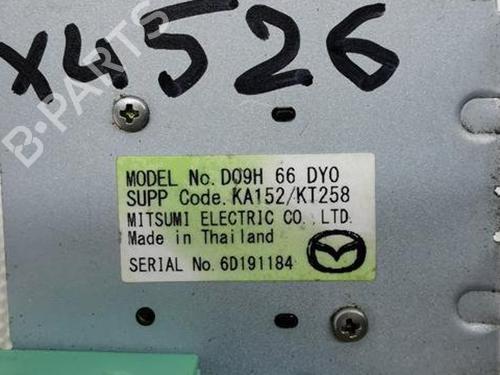 X4526
B-PARTS
MODEL No. D09H 66 DY0
SUPP Code. KA152/KT258
MITSUMI ELECTRIC CO., LTD.
Made in Thailand
SERIAL No. 6D191184